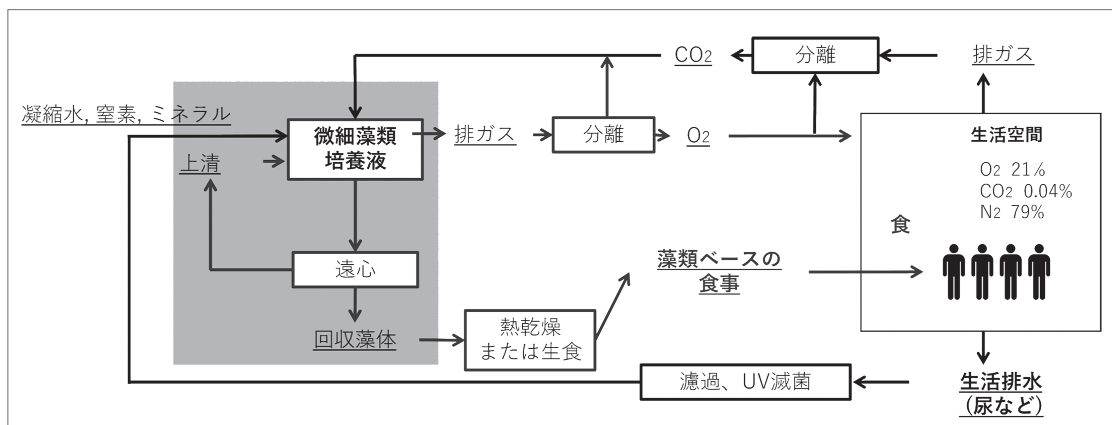 CO2
分離
排ガス
凝縮水, 窒素, ミネラル
微細藻類
培養液
排ガス
分離
O2
生活空間
O2 21%
CO2 0.04%
N2 79%
上清
食
遠心
藻類ベースの
食事
回収藻体
熱乾燥
または生食
濾過、UV滅菌
生活排水
(尿など)